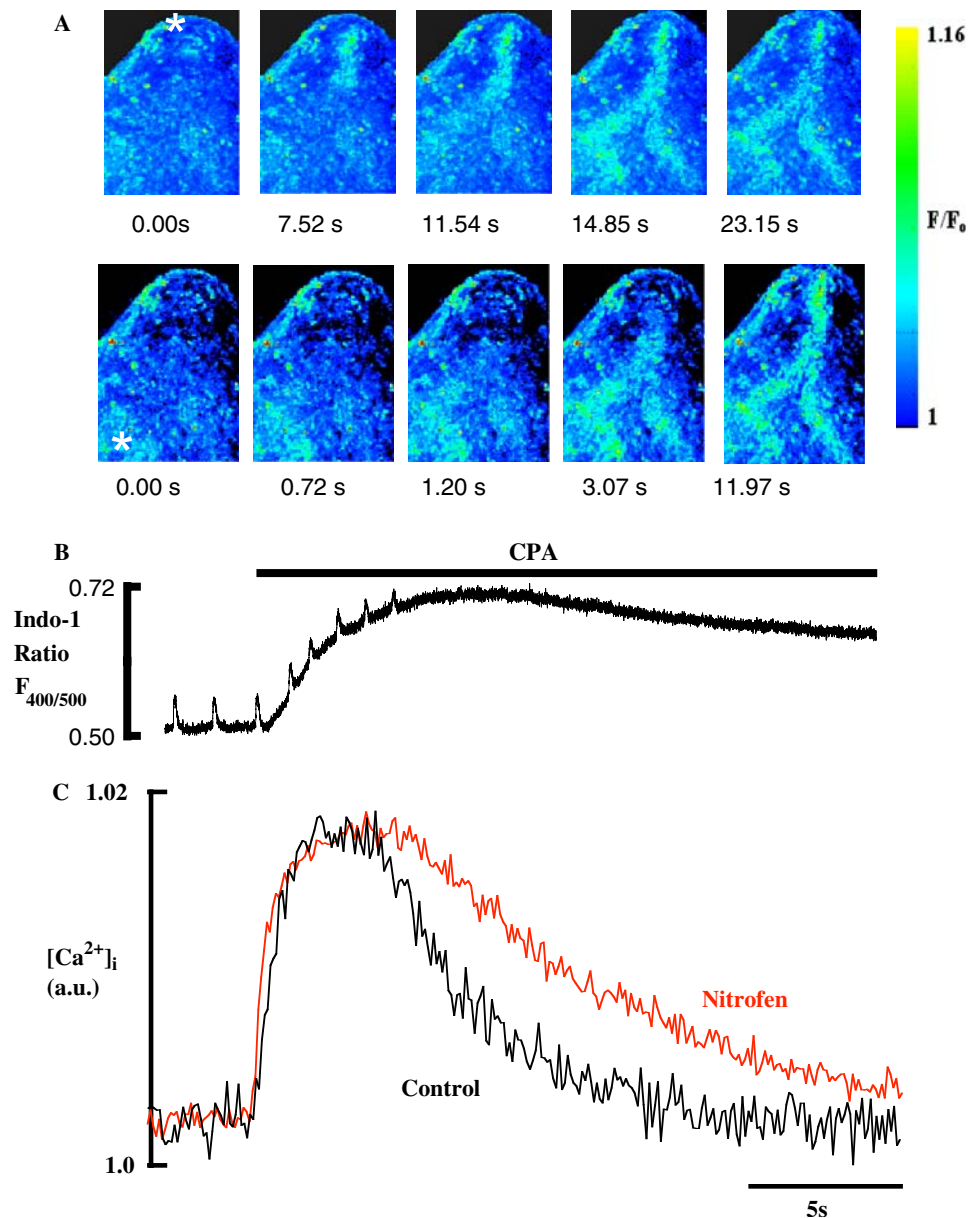 A
*
1.16
F/F₀
1
0.00s 7.52 s 11.54 s 14.85 s 23.15 s
*
0.00 s 0.72 s 1.20 s 3.07 s 11.97 s
B
CPA
0.72
Indo-1
Ratio
F400/500
0.50
C
1.02
[Ca²⁺]i
(a.u.)
Nitrofen
Control
1.0
5s